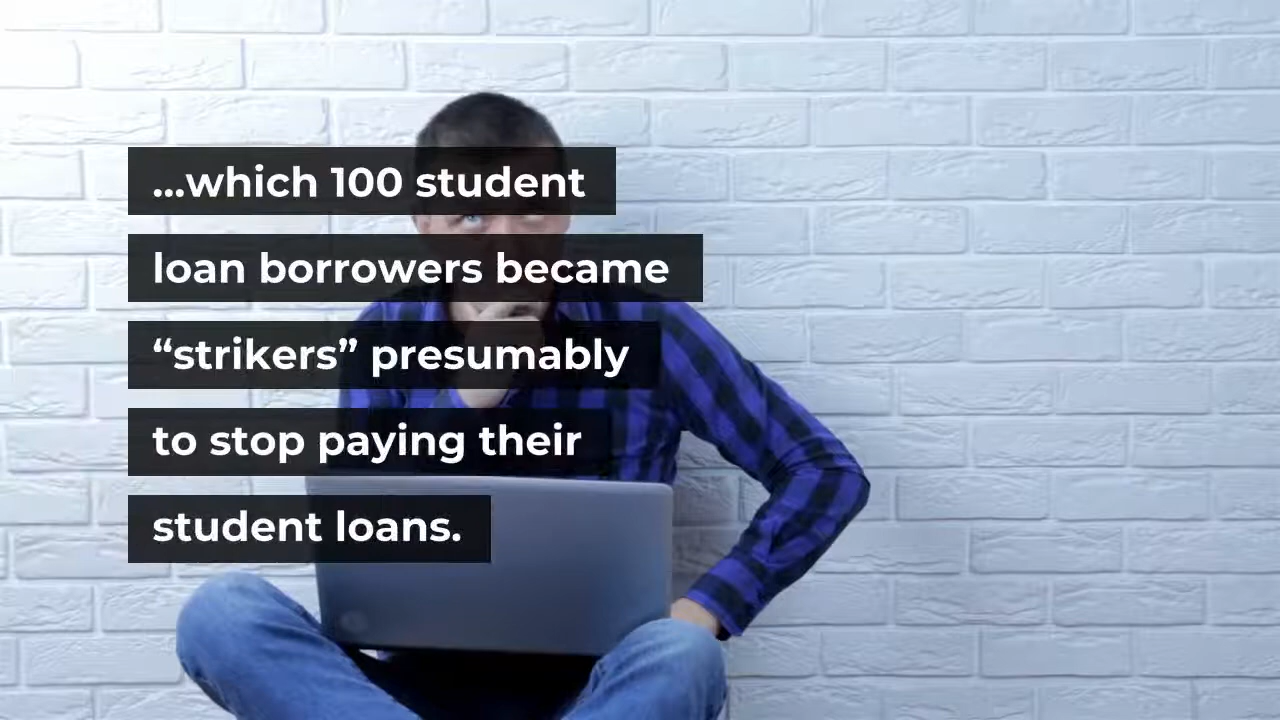 ...which 100 student
loan borrowers became
“strikers” presumably
to stop paying their
student loans.